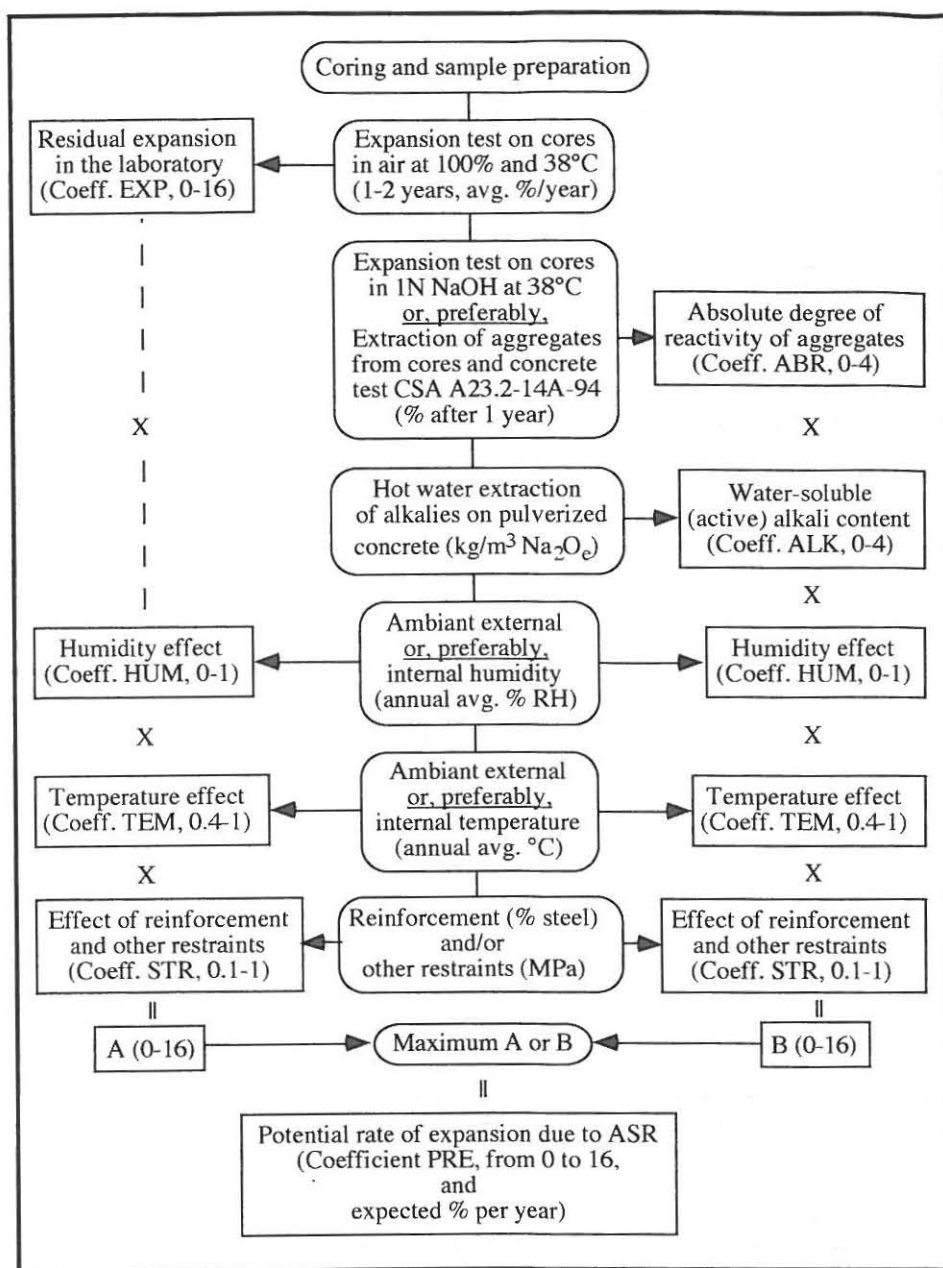 Coring and sample preparation
Residual expansion
in the laboratory
(Coeff. EXP, 0-16)
Expansion test on cores
in air at 100% and 38°C
(1-2 years, avg. %/year)
Expansion test on cores
in 1N NaOH at 38°C
or, preferably,
Extraction of aggregates
from cores and concrete
test CSA A23.2-14A-94
(% after 1 year)
Absolute degree of
reactivity of aggregates
(Coeff. ABR, 0-4)
X
X
Hot water extraction
of alkalies on pulverized
concrete (kg/m³ Na₂Oₑ)
Water-soluble
(active) alkali content
(Coeff. ALK, 0-4)
X
Humidity effect
(Coeff. HUM, 0-1)
Ambiant external
or, preferably,
internal humidity
(annual avg. % RH)
Humidity effect
(Coeff. HUM, 0-1)
X
X
Temperature effect
(Coeff. TEM, 0.4-1)
Ambiant external
or, preferably,
internal temperature
(annual avg. °C)
Temperature effect
(Coeff. TEM, 0.4-1)
X
X
Effect of reinforcement
and other restraints
(Coeff. STR, 0.1-1)
Reinforcement (% steel)
and/or
other restraints (MPa)
Effect of reinforcement
and other restraints
(Coeff. STR, 0.1-1)
=
=
A (0-16)
Maximum A or B
B (0-16)
=
Potential rate of expansion due to ASR
(Coefficient PRE, from 0 to 16,
and
expected % per year)